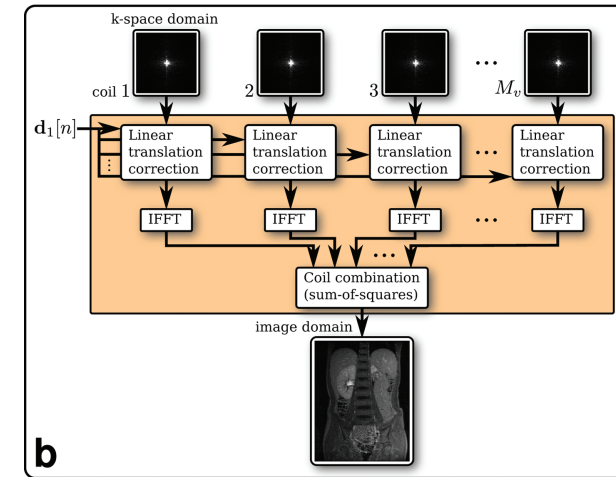 k-space domain
coil 1
2
3
...
M_v
d₁[n]
Linear
translation
correction
Linear
translation
correction
Linear
translation
correction
...
Linear
translation
correction
⋮
IFFT
IFFT
IFFT
...
IFFT
...
Coil combination
(sum-of-squares)
image domain
b